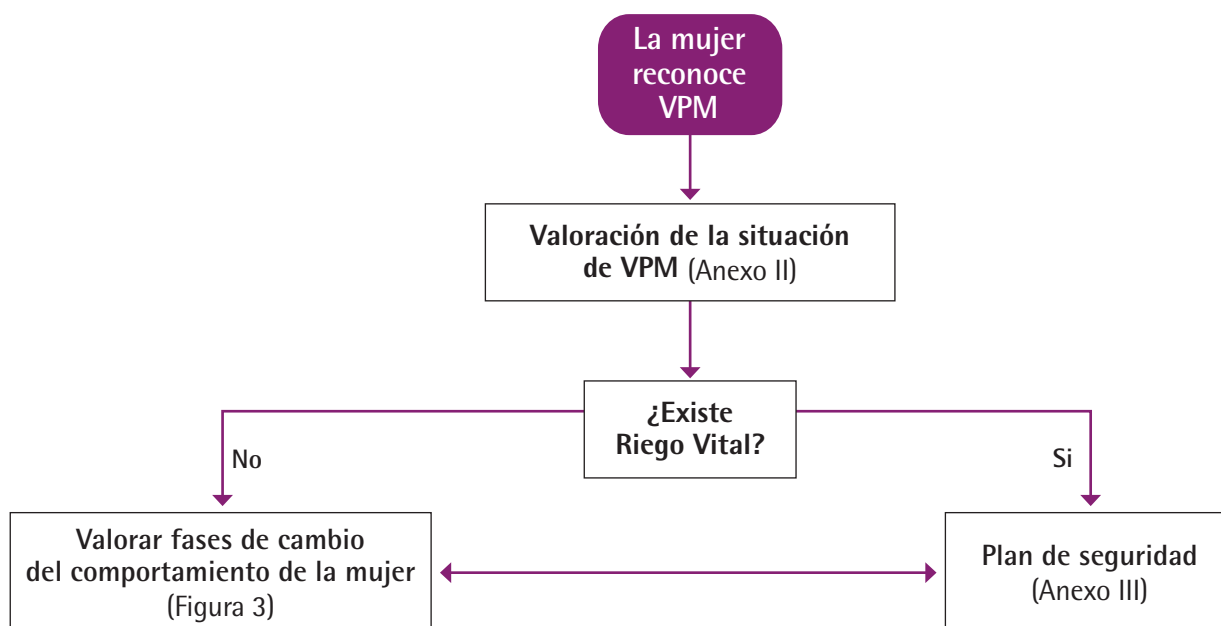 La mujer
reconoce
VPM
Valoración de la situación
de VPM (Anexo II)
¿Existe
Riego Vital?
No
Si
Valorar fases de cambio
del comportamiento de la mujer
(Figura 3)
Plan de seguridad
(Anexo III)